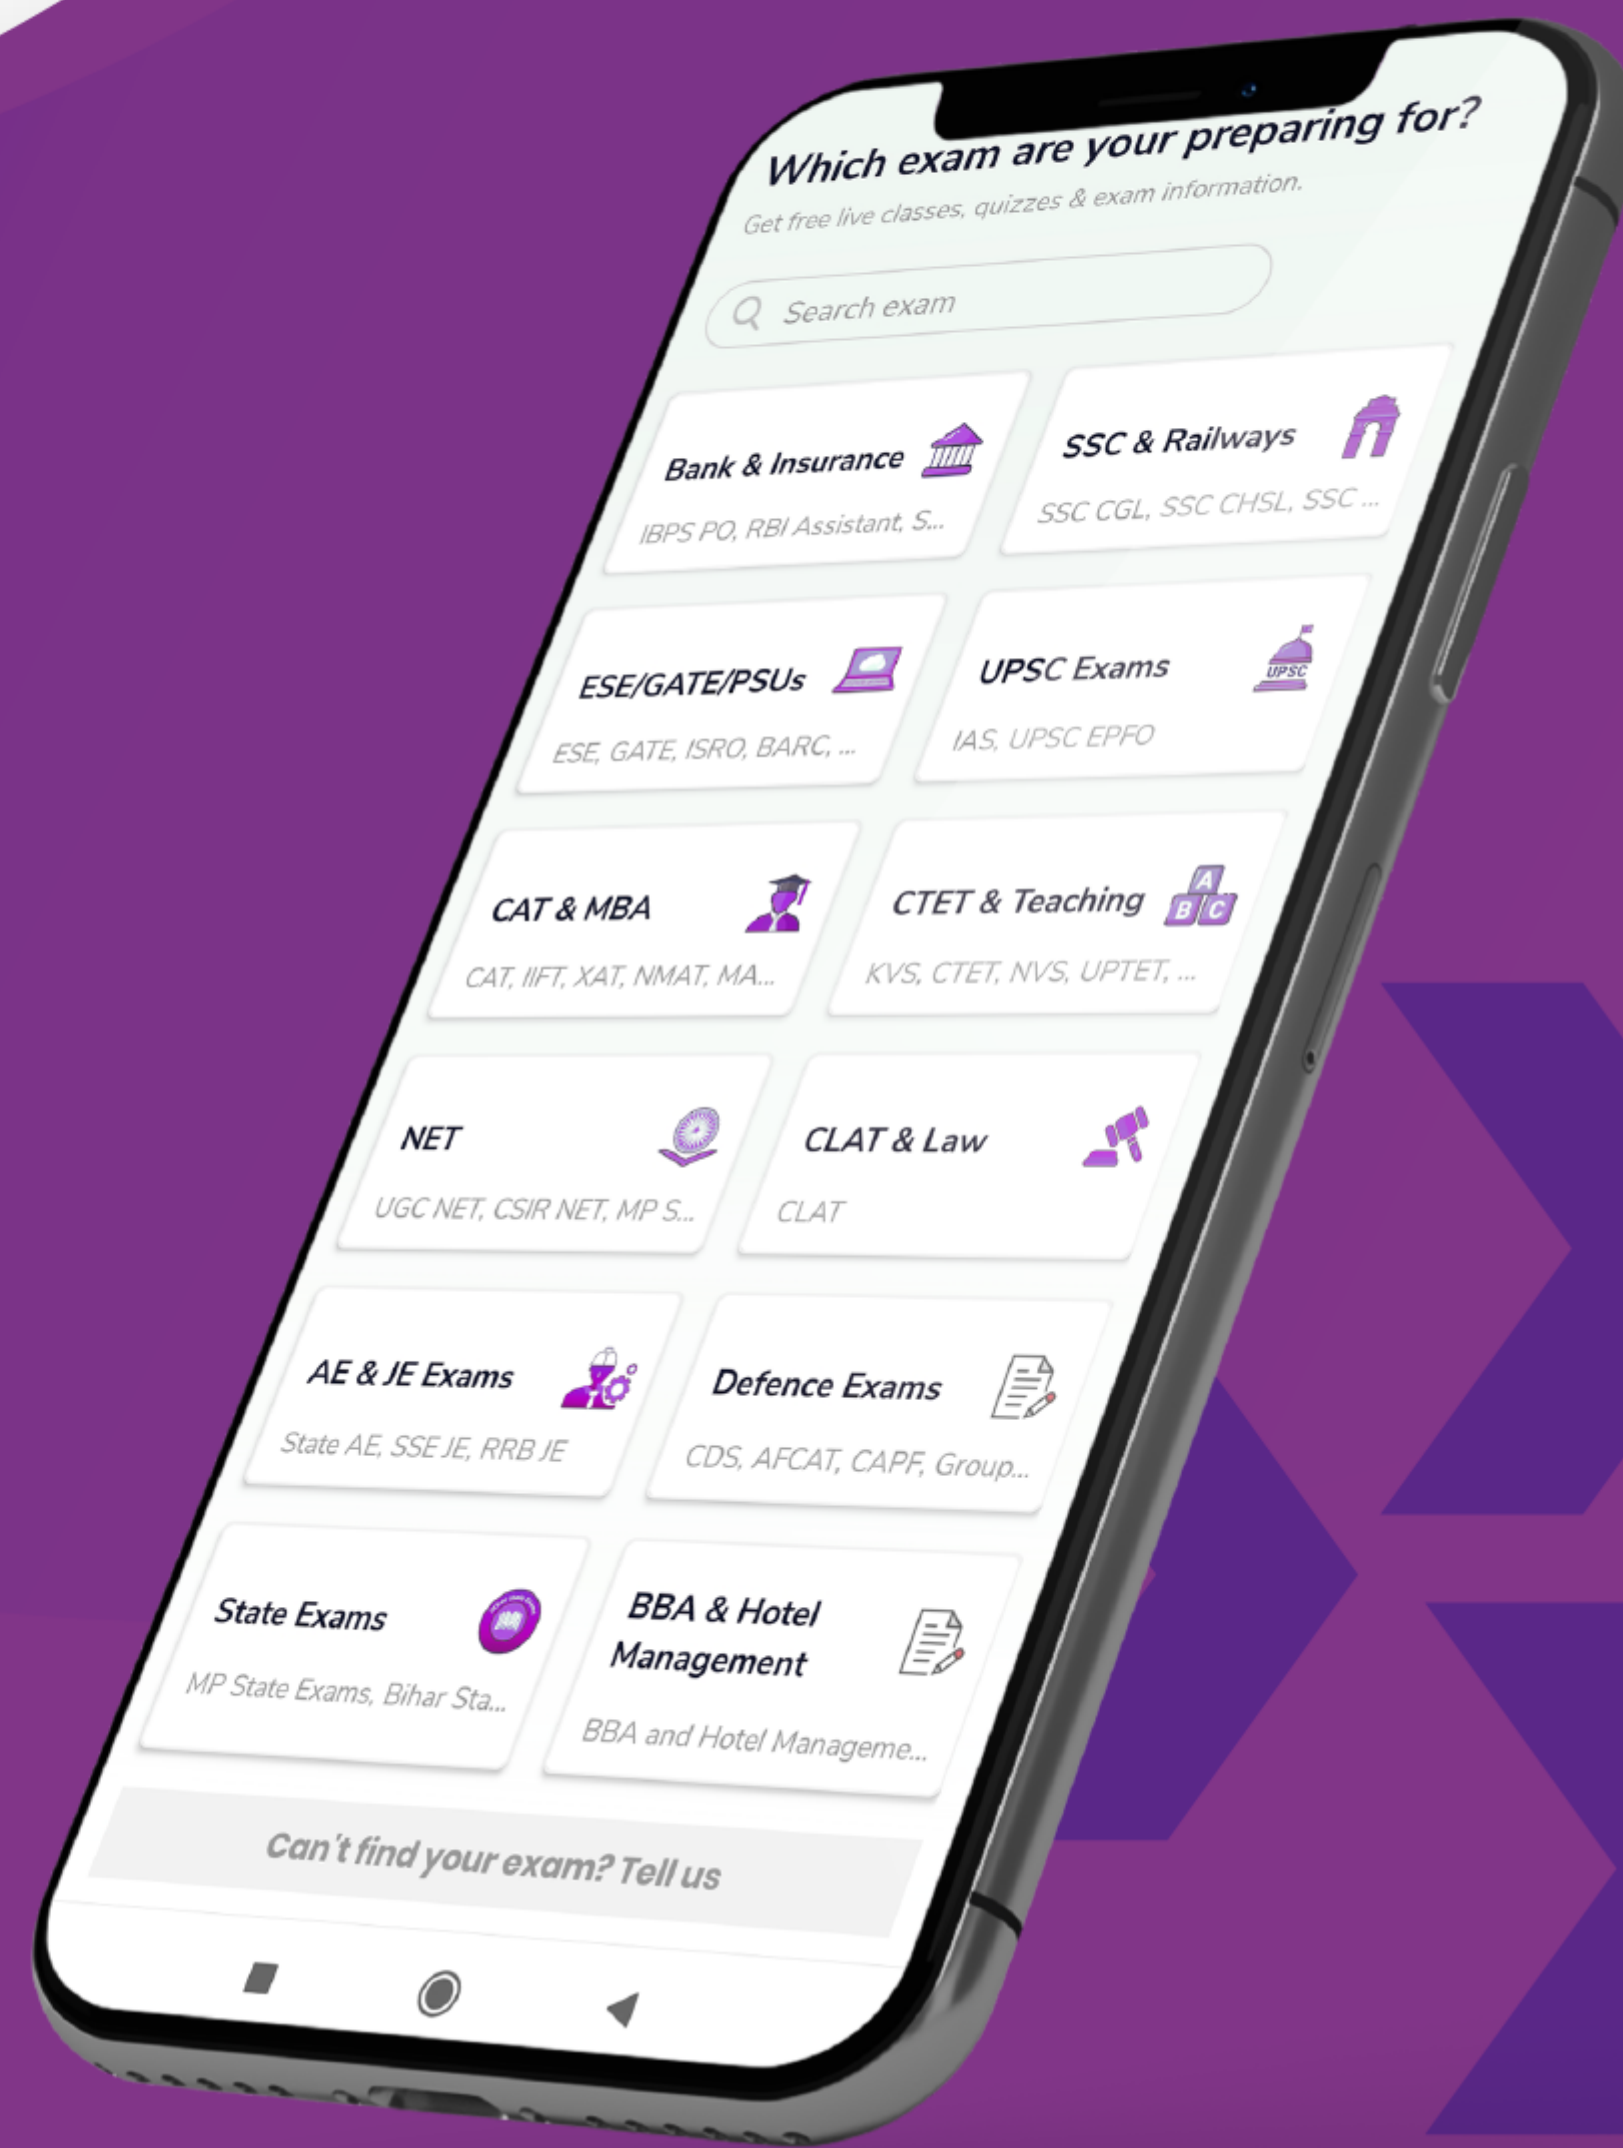 Which exam are your preparing for?
Get free live classes, quizzes & exam information.
Search exam
Bank & Insurance
IBPS PO, RBI Assistant, S...
SSC & Railways
SSC CGL, SSC CHSL, SSC ...
ESE/GATE/PSUs
ESE, GATE, ISRO, BARC, ...
UPSC Exams
UPSC
IAS, UPSC EPFO
CAT & MBA
CAT, IIFT, XAT, NMAT, MA...
CTET & Teaching
A
B C
KVS, CTET, NVS, UPTET, ...
NET
UGC NET, CSIR NET, MP S...
CLAT & Law
CLAT
AE & JE Exams
State AE, SSE JE, RRB JE
Defence Exams
CDS, AFCAT, CAPF, Group...
State Exams
MP State Exams, Bihar Sta...
BBA & Hotel
Management
BBA and Hotel Manageme...
Can't find your exam? Tell us